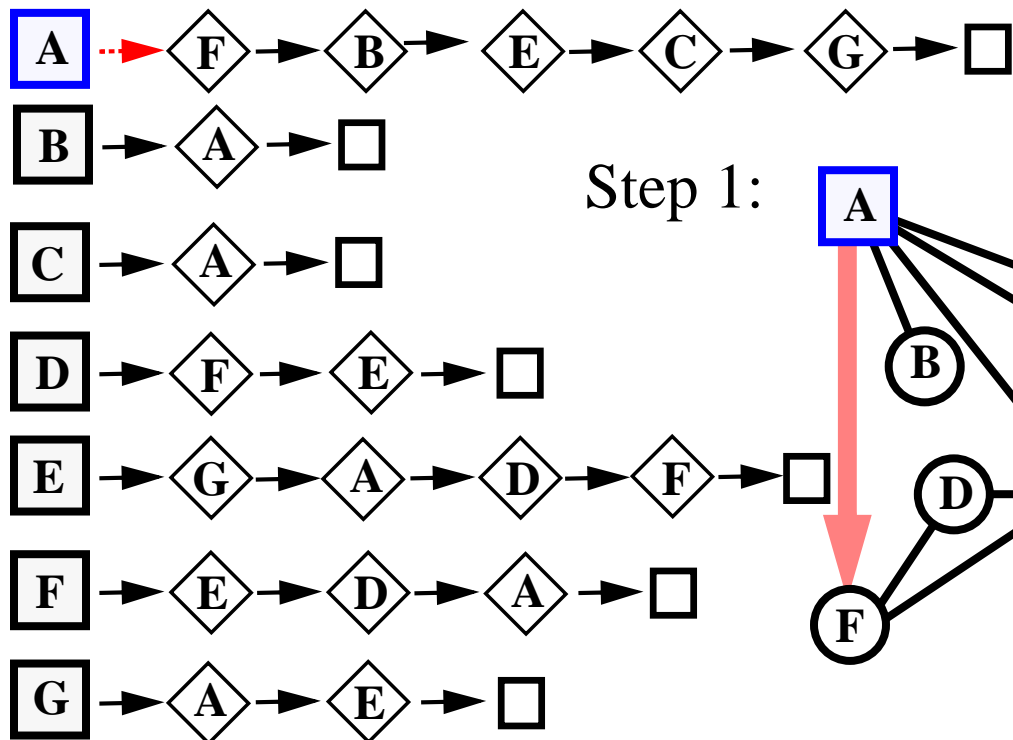 A F B E C G
B A
Step 1:
A
C A
D F E
B
E G A D F
D
F E D A
F
G A E